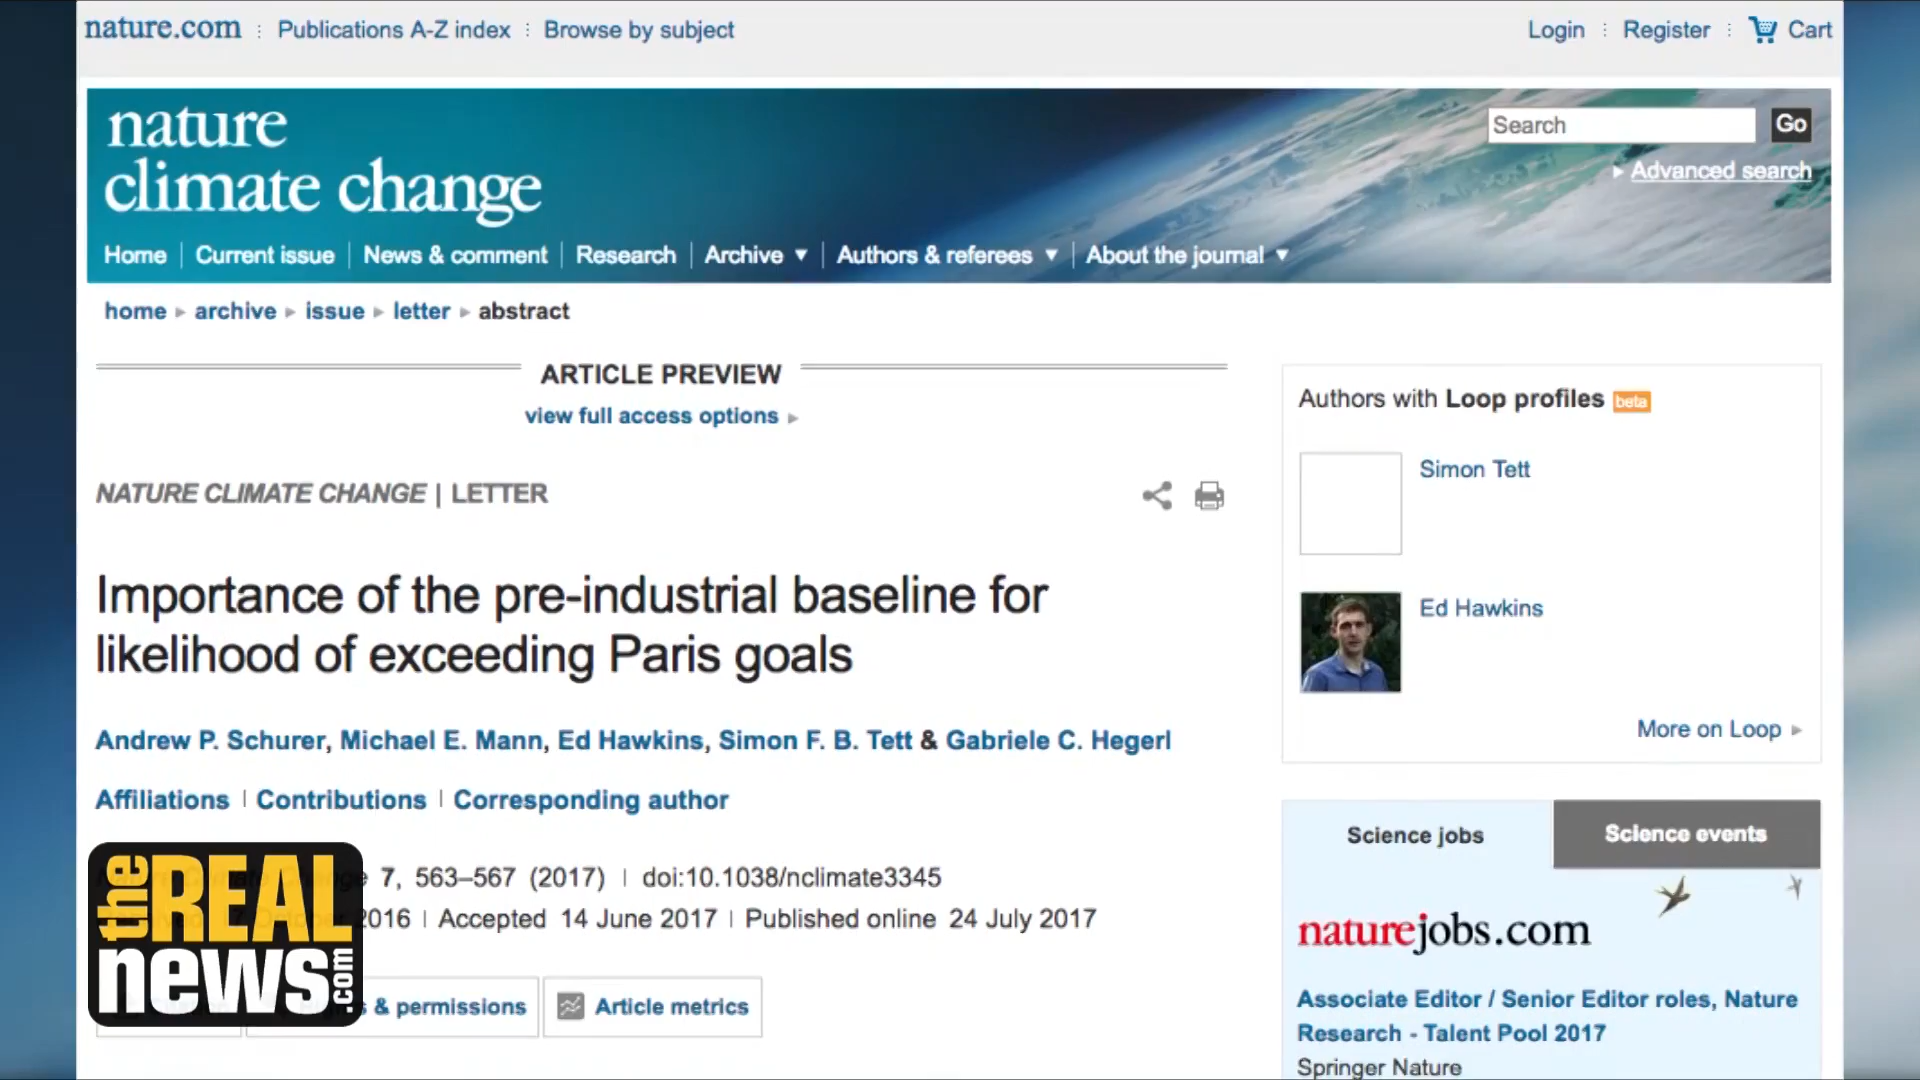 nature.com : Publications A-Z index : Browse by subject
Login : Register : Cart
nature
climate change
Search Go
Advanced search
Home | Current issue | News & comment | Research | Archive ▼ | Authors & referees ▼ | About the journal ▼
home ▸ archive ▸ issue ▸ letter ▸ abstract
ARTICLE PREVIEW
view full access options ▸
NATURE CLIMATE CHANGE | LETTER
Importance of the pre-industrial baseline for
likelihood of exceeding Paris goals
Andrew P. Schurer, Michael E. Mann, Ed Hawkins, Simon F. B. Tett & Gabriele C. Hegerl
Affiliations | Contributions | Corresponding author
7, 563–567 (2017) | doi:10.1038/nclimate3345
2016 | Accepted 14 June 2017 | Published online 24 July 2017
& permissions
Article metrics
the REAL
news.com
Authors with Loop profiles beta
Simon Tett
Ed Hawkins
More on Loop ▸
Science jobs
Science events
naturejobs.com
Associate Editor / Senior Editor roles, Nature
Research - Talent Pool 2017
Springer Nature